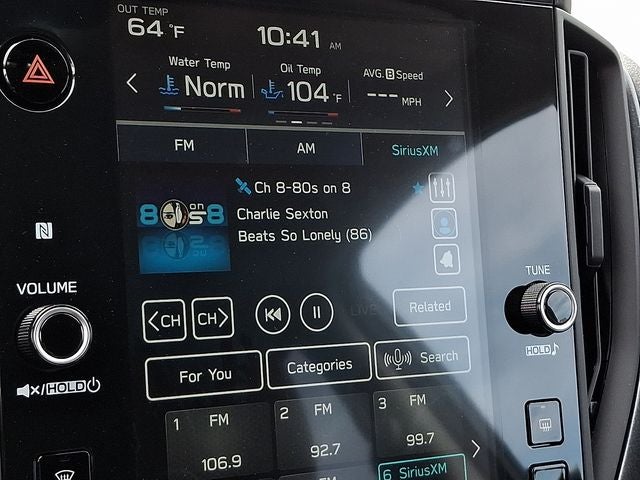 OUT TEMP
64 °F
10:41 AM
Water Temp
Norm
Oil Temp
104 °F
AVG. B Speed
--- MPH
FM AM SiriusXM
Ch 8-80s on 8
8 on 8
Charlie Sexton
Beats So Lonely (86)
N
VOLUME
TUNE
<CH CH> LIVE Related
HOLD
HOLD
For You Categories Search
1 FM
106.9
2 FM
92.7
3 FM
99.7
6 SiriusXM